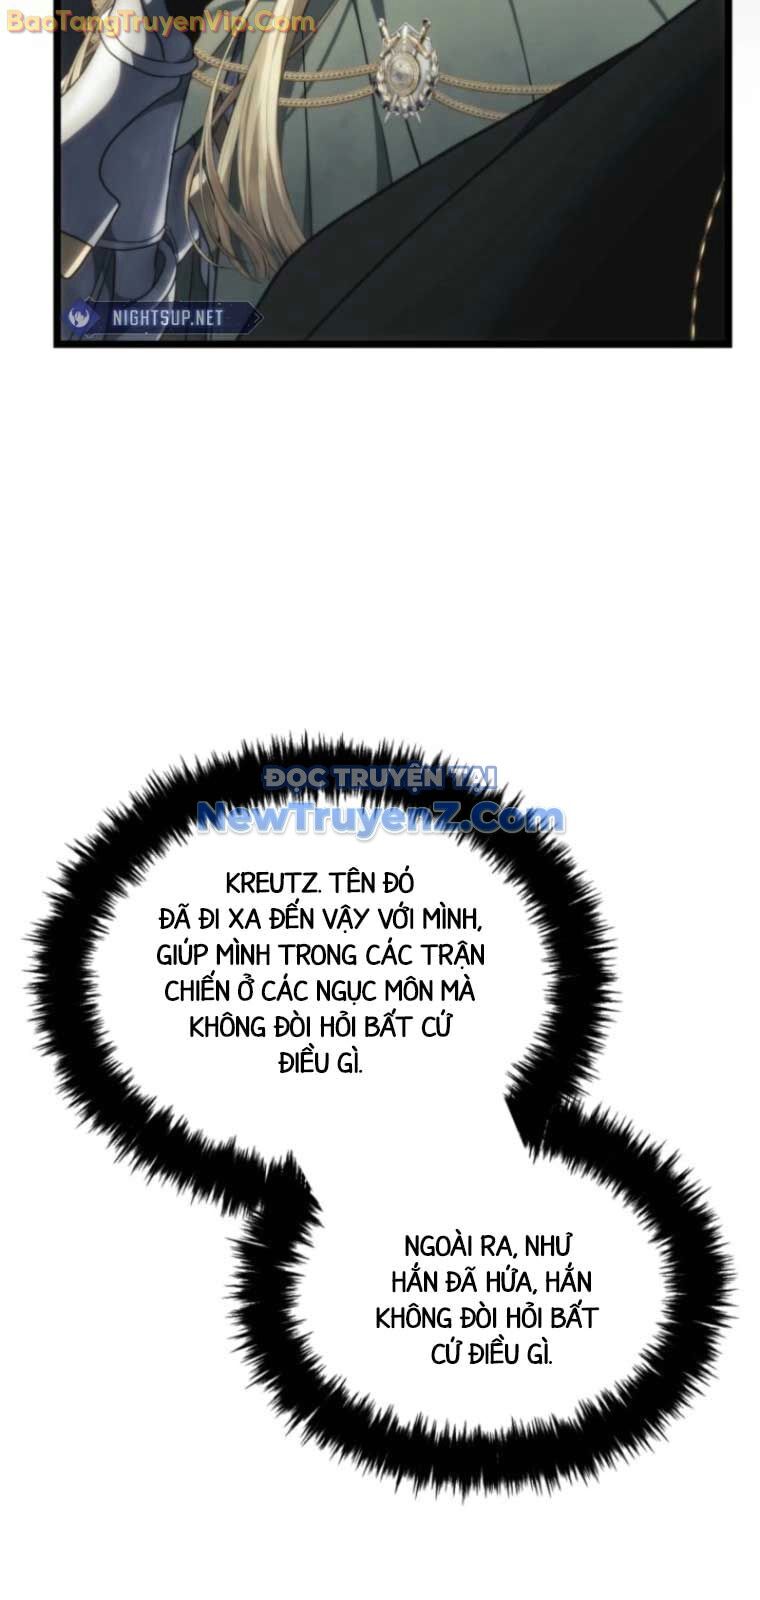 BaoTangTruyenVip.Com
NIGHTSUP.NET
ĐỌC TRUYỆN TẠI
NewTruyenZ.Com
KREUTZ. TÊN ĐÓ
ĐÃ ĐI XA ĐẾN VẬY VỚI MÌNH,
GIÚP MÌNH TRONG CÁC TRẬN
CHIẾN Ở CÁC NGỤC MÔN MÀ
KHÔNG ĐÒI HỎI BẤT CỨ
ĐIỀU GÌ.
NGOÀI RA, NHƯ
HẮN ĐÃ HỨA, HẮN
KHÔNG ĐÒI HỎI BẤT
CỨ ĐIỀU GÌ.